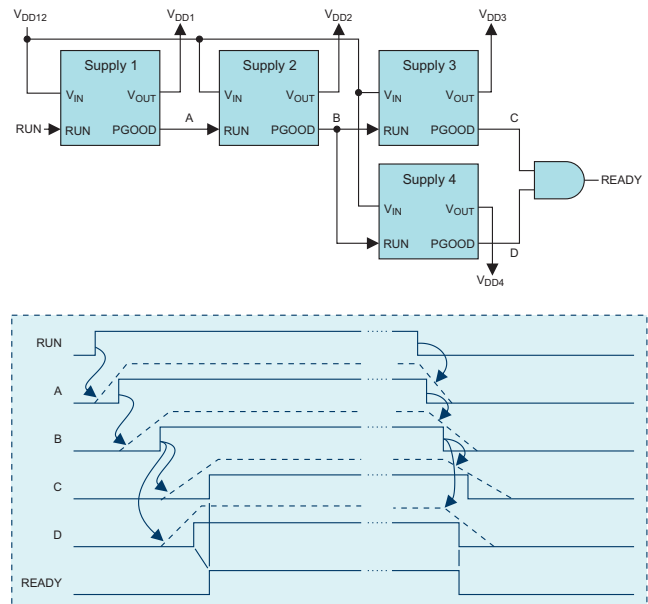 VDD12 VDD1 VDD2 VDD3
Supply 1 Supply 2 Supply 3
VIN VOUT VIN VOUT VIN VOUT
RUN RUN PGOOD A RUN PGOOD B RUN PGOOD C
Supply 4
READY
VIN VOUT
RUN PGOOD D
VDD4
RUN
A
B
C
D
READY